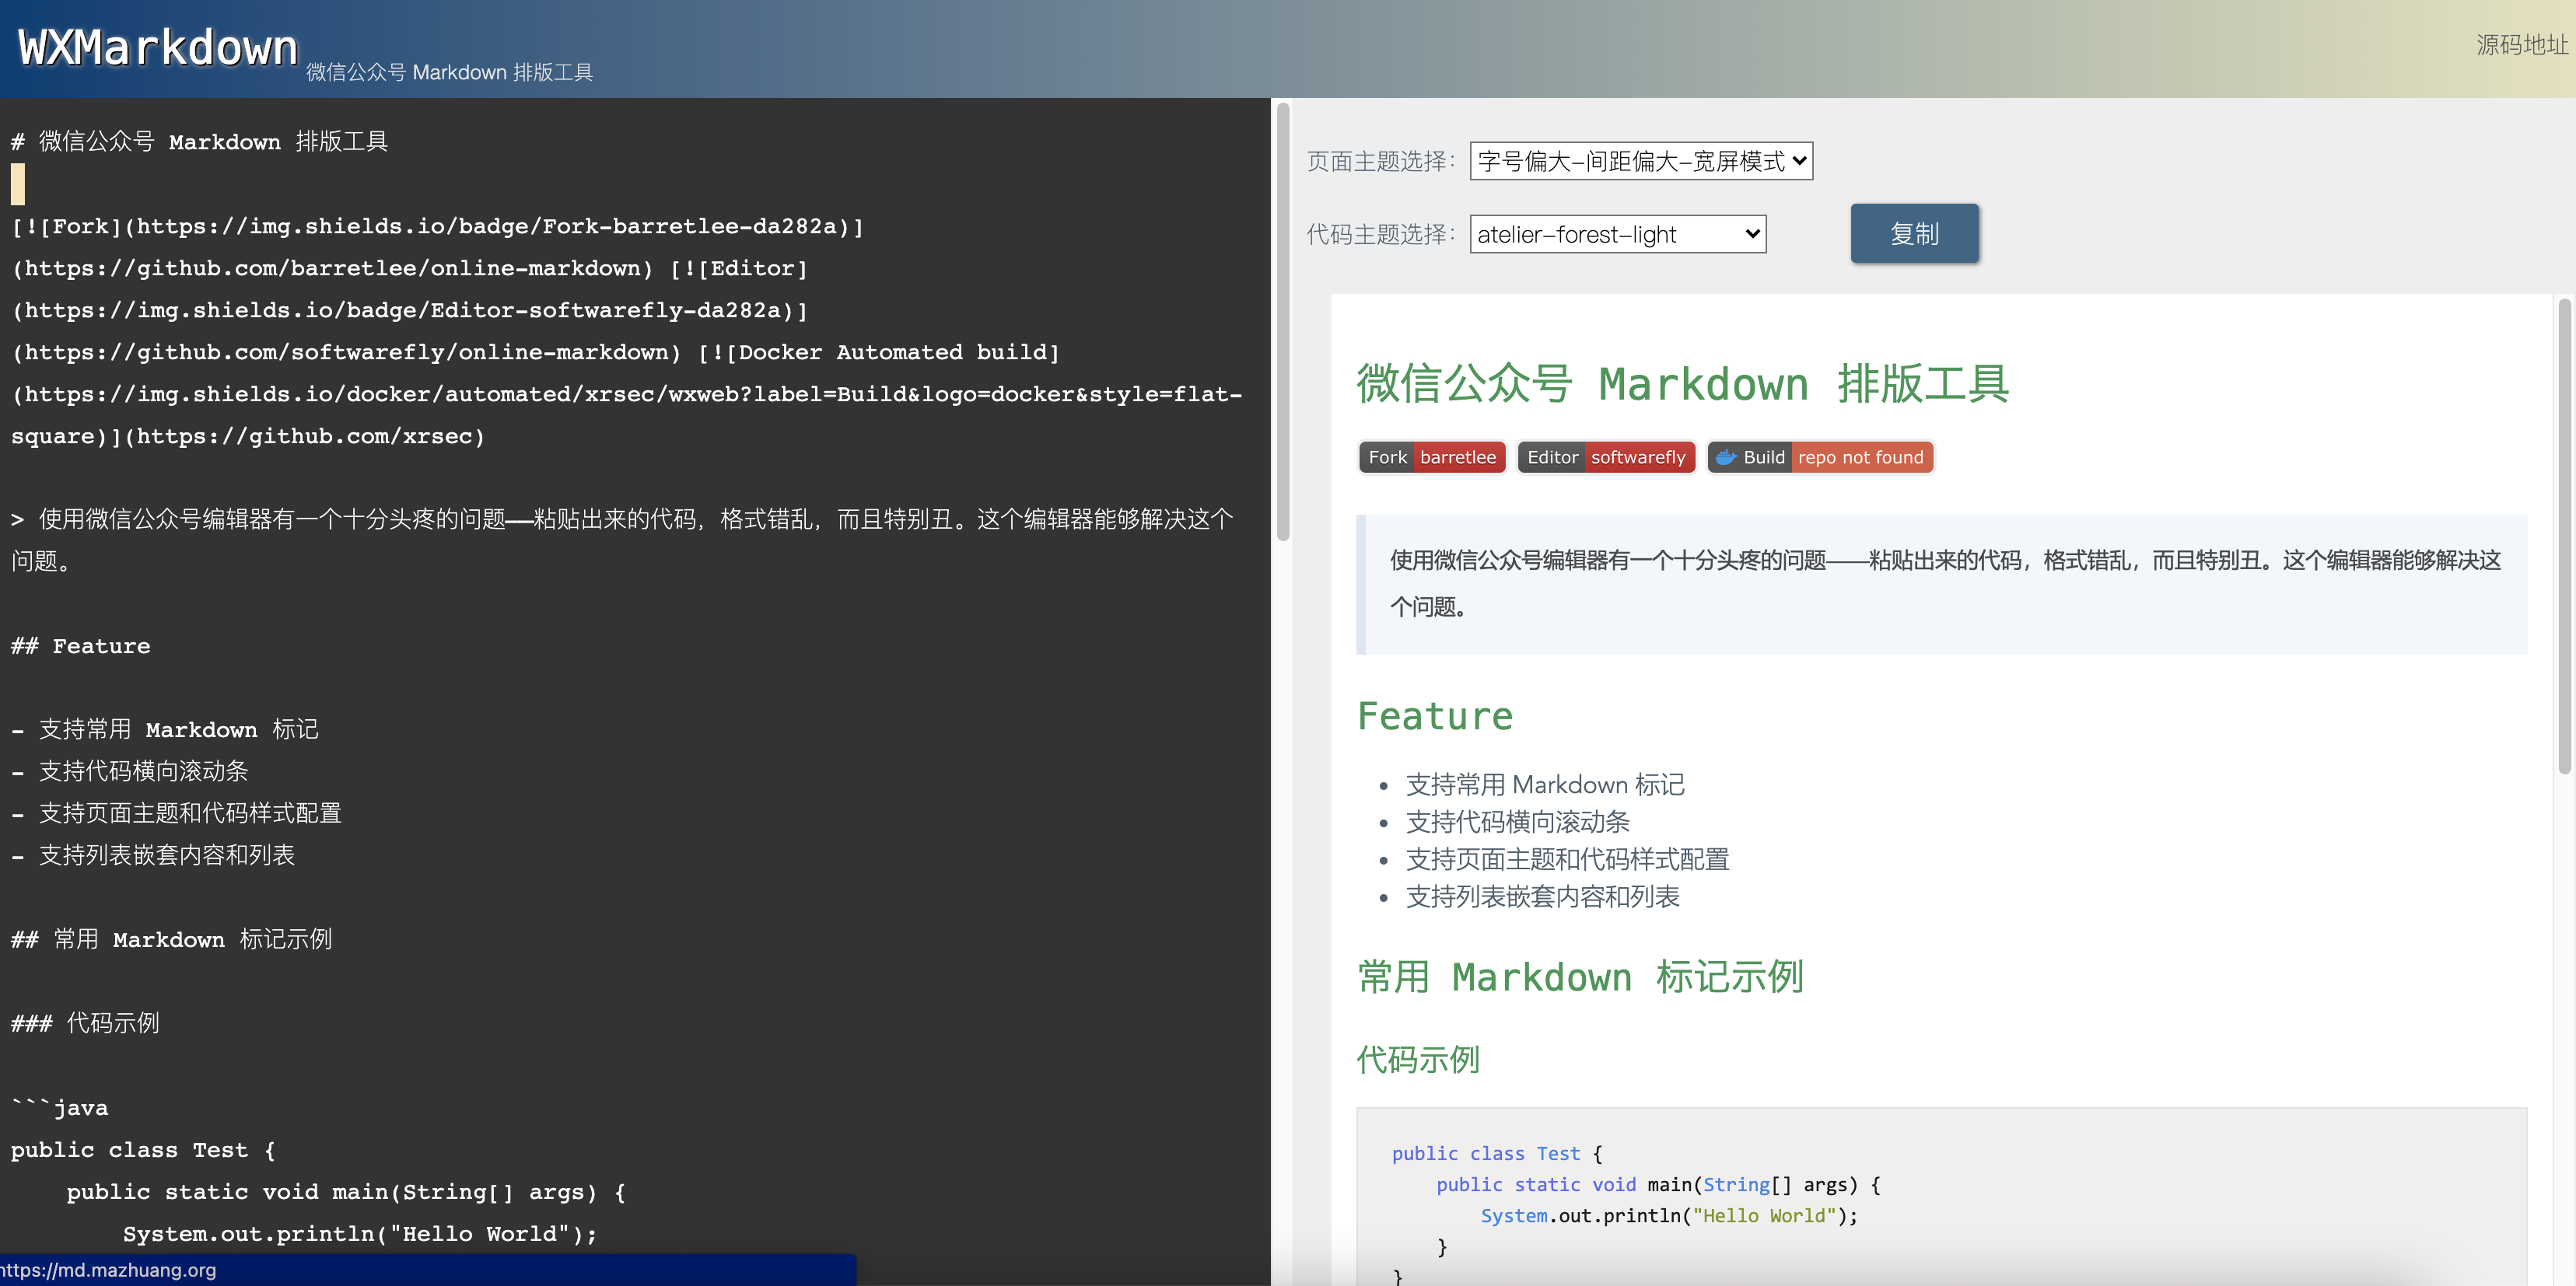 WXMarkdown
微信公众号 Markdown 排版工具
源码地址
# 微信公众号 Markdown 排版工具
[![Fork](https://img.shields.io/badge/Fork-barretlee-da282a)]
(https://github.com/barretlee/online-markdown) [![Editor]
(https://img.shields.io/badge/Editor-softwarefly-da282a)]
(https://github.com/softwarefly/online-markdown) [![Docker Automated build]
(https://img.shields.io/docker/automated/xrsec/wxweb?label=Build&logo=docker&style=flat-
square)](https://github.com/xrsec)
> 使用微信公众号编辑器有一个十分头疼的问题——粘贴出来的代码，格式错乱，而且特别丑。这个编辑器能够解决这个
问题。
## Feature
- 支持常用 Markdown 标记
- 支持代码横向滚动条
- 支持页面主题和代码样式配置
- 支持列表嵌套内容和列表
## 常用 Markdown 标记示例
### 代码示例
```java
public class Test {
    public static void main(String[] args) {
        System.out.println("Hello World");
https://md.mazhuang.org
页面主题选择： 字号偏大-间距偏大-宽屏模式
代码主题选择： atelier-forest-light 复制
微信公众号 Markdown 排版工具
Fork barretlee Editor softwarefly Build repo not found
使用微信公众号编辑器有一个十分头疼的问题——粘贴出来的代码，格式错乱，而且特别丑。这个编辑器能够解决这
个问题。
Feature
• 支持常用 Markdown 标记
• 支持代码横向滚动条
• 支持页面主题和代码样式配置
• 支持列表嵌套内容和列表
常用 Markdown 标记示例
代码示例
public class Test {
    public static void main(String[] args) {
        System.out.println("Hello World");
    }
}